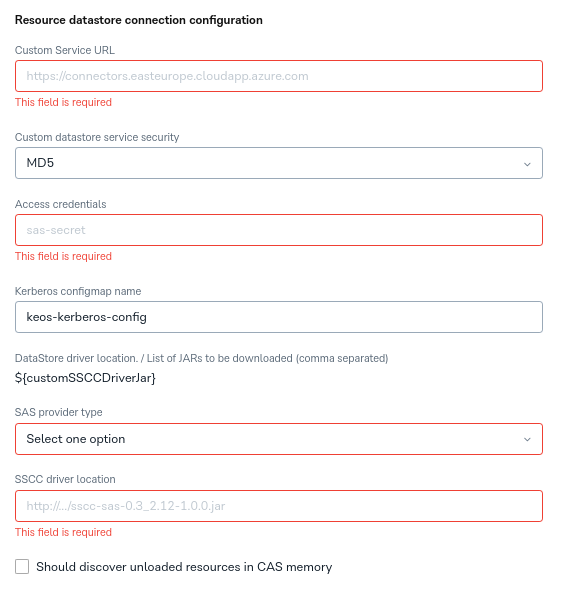 Resource datastore connection configuration
Custom Service URL
https://connectors.easteurope.cloudapp.azure.com
This field is required
Custom datastore service security
MD5
Access credentials
sas-secret
This field is required
Kerberos configmap name
keos-kerberos-config
DataStore driver location. / List of JARs to be downloaded (comma separated)
${customSSCCDriverJar}
SAS provider type
Select one option
SSCC driver location
http://.../sscc-sas-0.3_2.12-1.0.0.jar
This field is required
Should discover unloaded resources in CAS memory